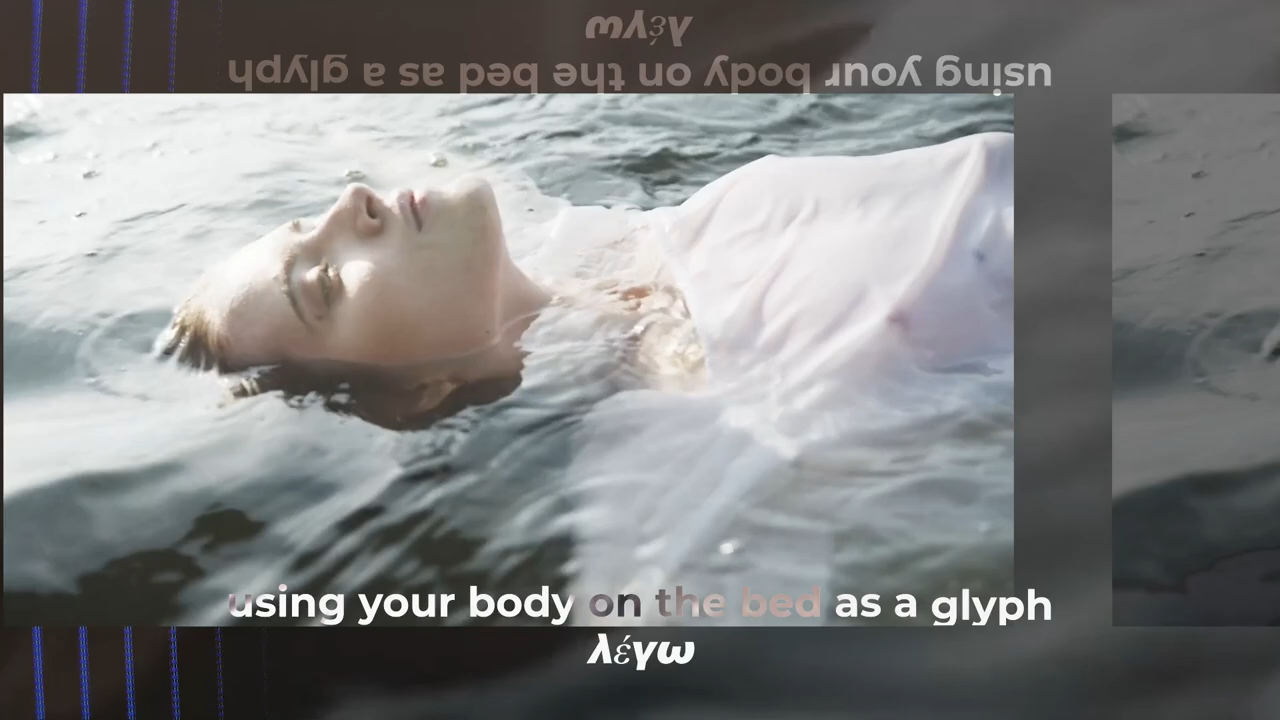 λέγω
using your body on the bed as a glyph
using your body on the bed as a glyph
λέγω